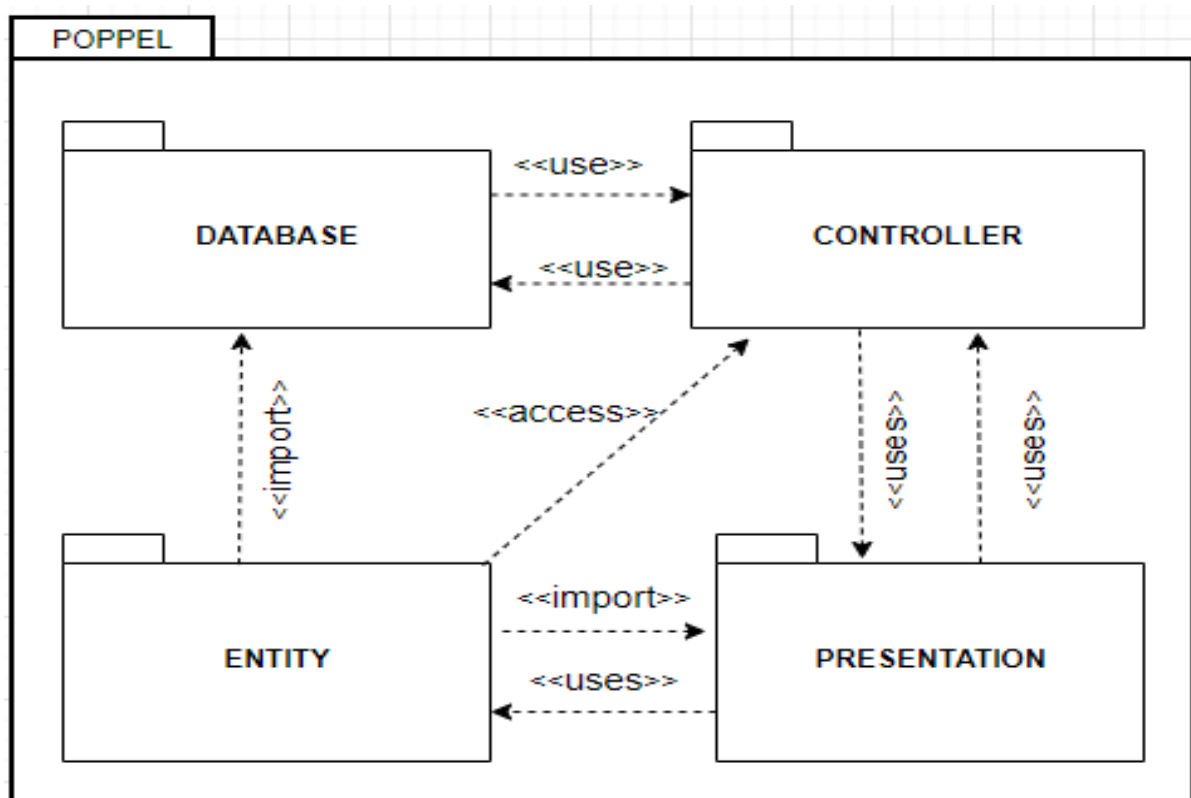 POPPEL
<<use>>
DATABASE
CONTROLLER
<<use>>
<<import>>
<<access>>
<<uses>>
<<uses>>
<<import>>
ENTITY
PRESENTATION
<<uses>>